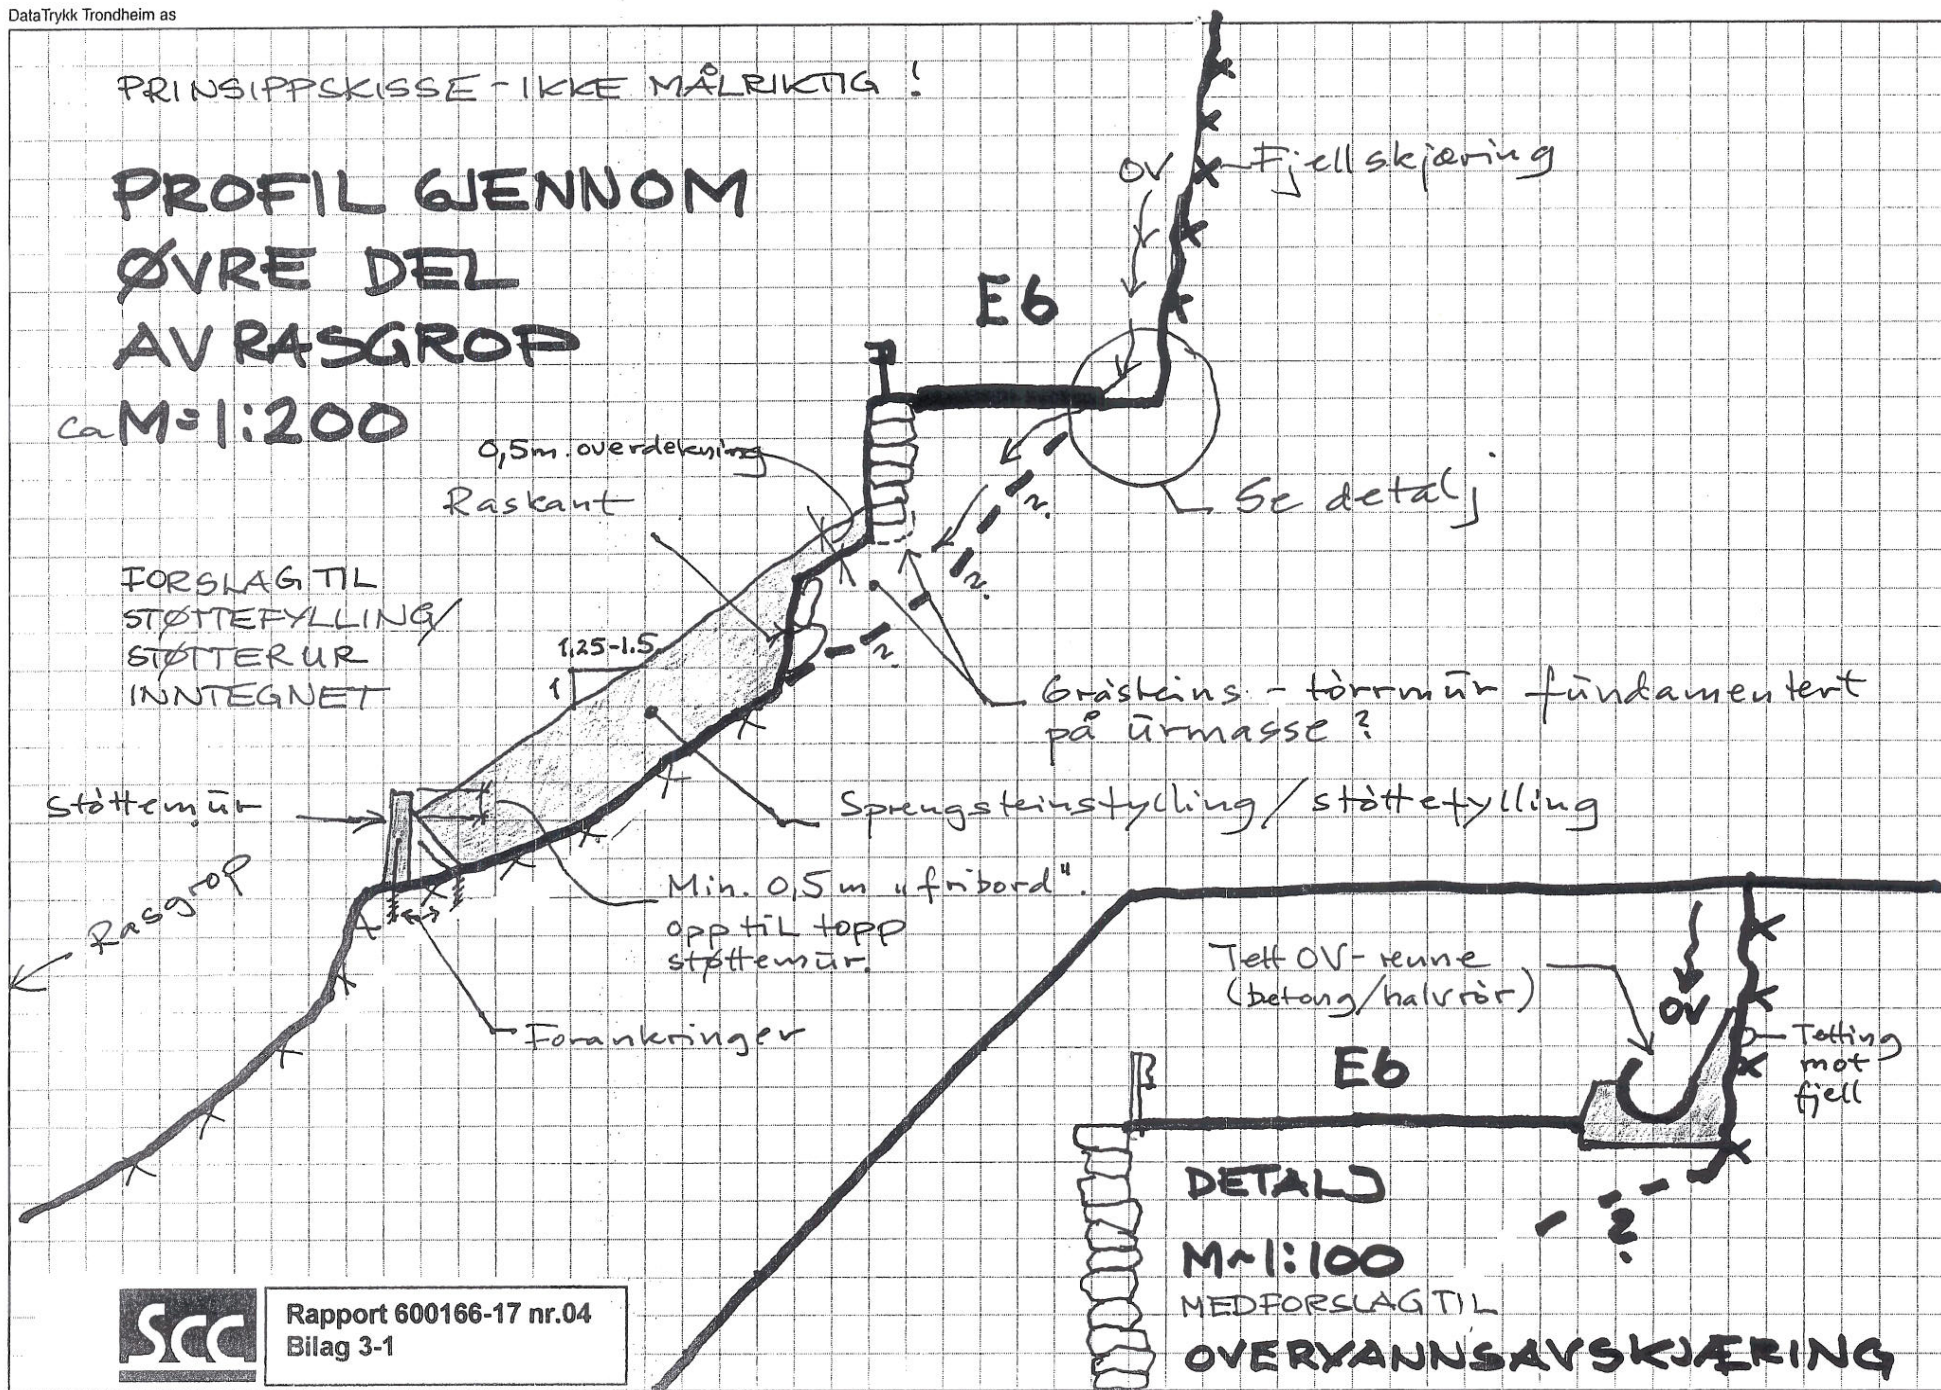 DataTrykk Trondheim as
PRINSIPPSKISSE - IKKE MÅLRIKTIG !
PROFIL GJENNOM
ØVRE DEL
AV RASGROP
ca M=1:200
OV
Fjellskjæring
E6
0,5m. overdekning
Raskant
Se detalj
FORSLAG TIL
STØTTEFYLLING/
STØTTERUR
INNTEGNET
1,25-1.5
1
?
?
?
Gråsteins - tørrmur fundamentert
på urmasse ?
Støttemur
Sprengsteinsfylling / støttefylling
Rasgrop
Min. 0,5 m "fribord".
opp til topp
støttemur.
Forankringer
Tett OV-renne
(betong/halvrør)
OV
Tetting
mot
fjell
E6
DETALJ
?
M~1:100
MED FORSLAG TIL
OVERVANNSAVSKJÆRING
SCC
Rapport 600166-17 nr.04
Bilag 3-1